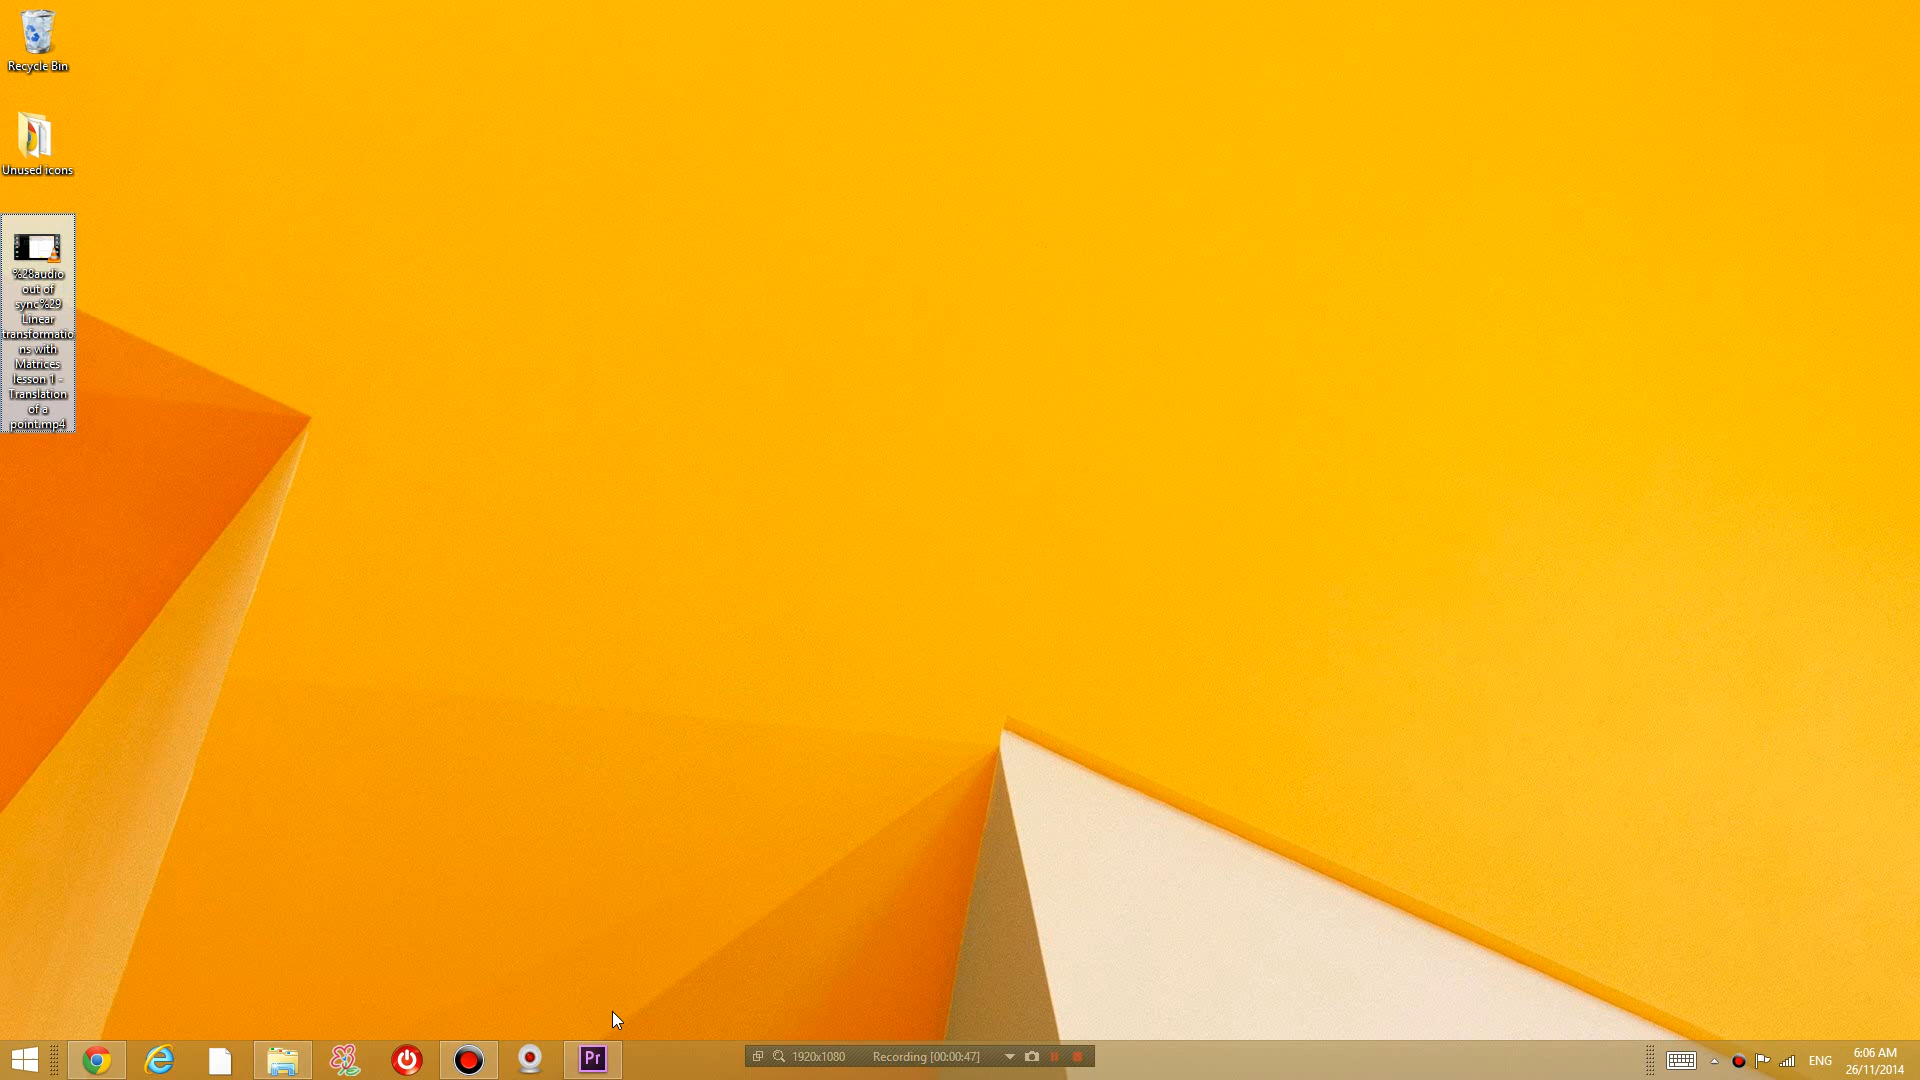 Recycle Bin
Unused icons
%28audio
out of
sync%29
Linear
transformatio
ns with
Matrices
lesson 1 -
Translation
of a
point.mp4
Pr
1920x1080
Recording [00:00:47]
ENG
6:06 AM
26/11/2014